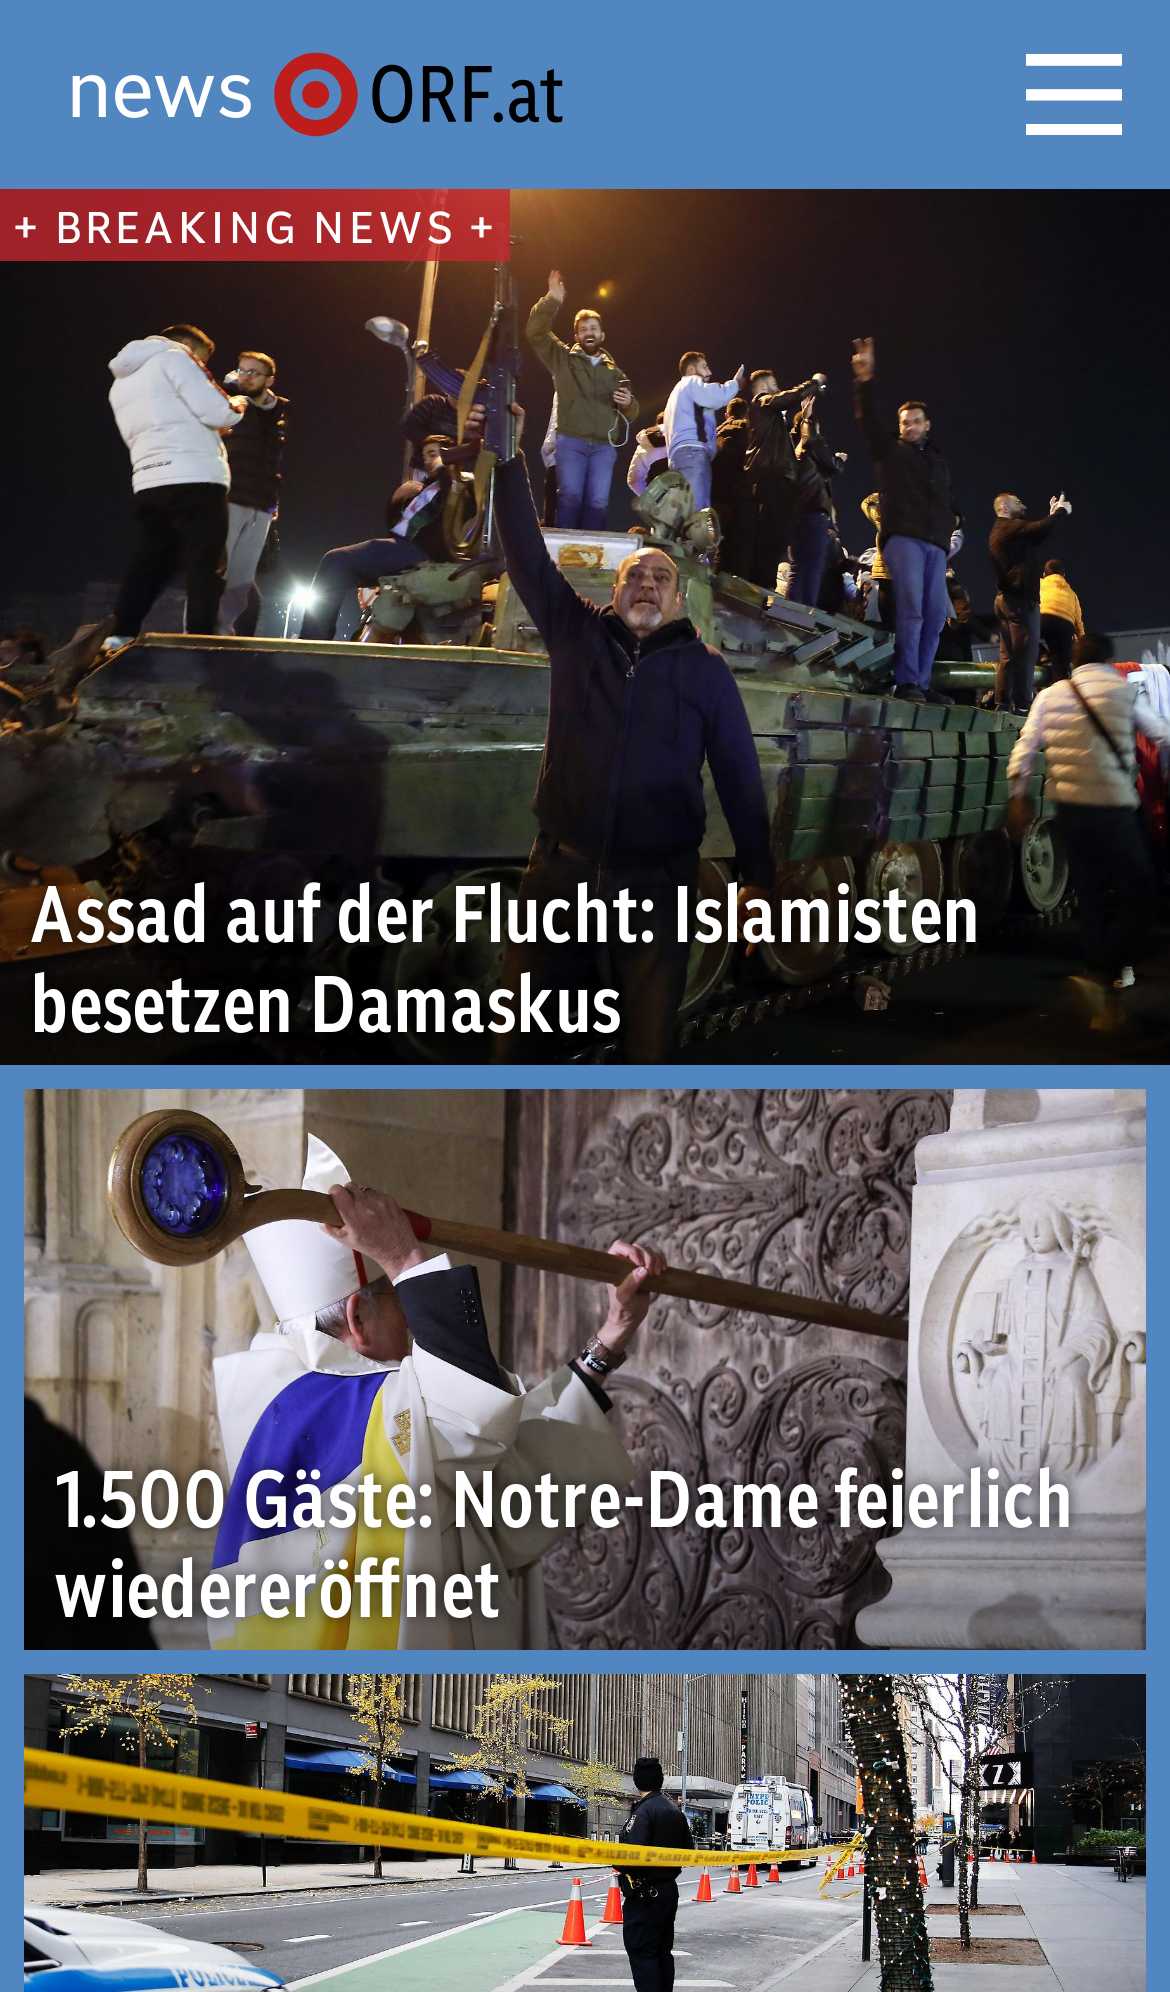 news ORF.at
+ BREAKING NEWS +
Assad auf der Flucht: Islamisten
besetzen Damaskus
1.500 Gäste: Notre-Dame feierlich
wiedereröffnet
POLICE